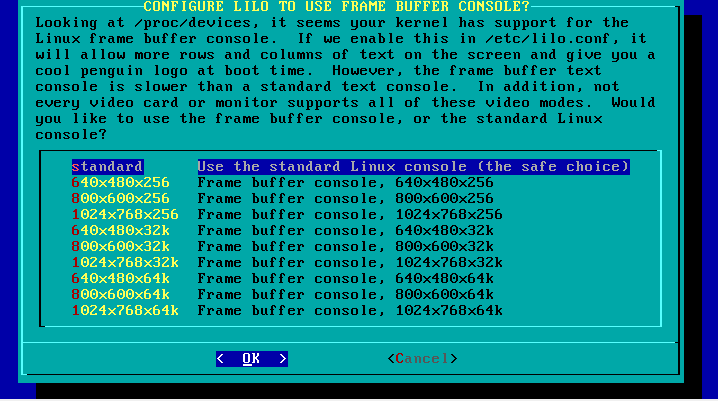 CONFIGURE LILO TO USE FRAME BUFFER CONSOLE?
Looking at /proc/devices, it seems your kernel has support for the
Linux frame buffer console.  If we enable this in /etc/lilo.conf, it
will allow more rows and columns of text on the screen and give you a
cool penguin logo at boot time.  However, the frame buffer text
console is slower than a standard text console.  In addition, not
every video card or monitor supports all of these video modes.  Would
you like to use the frame buffer console, or the standard Linux
console?
standard  Use the standard Linux console (the safe choice)
640x480x256  Frame buffer console, 640x480x256
800x600x256  Frame buffer console, 800x600x256
1024x768x256  Frame buffer console, 1024x768x256
640x480x32k  Frame buffer console, 640x480x32k
800x600x32k  Frame buffer console, 800x600x32k
1024x768x32k  Frame buffer console, 1024x768x32k
640x480x64k  Frame buffer console, 640x480x64k
800x600x64k  Frame buffer console, 800x600x64k
1024x768x64k  Frame buffer console, 1024x768x64k
<  OK  >  <Cancel>